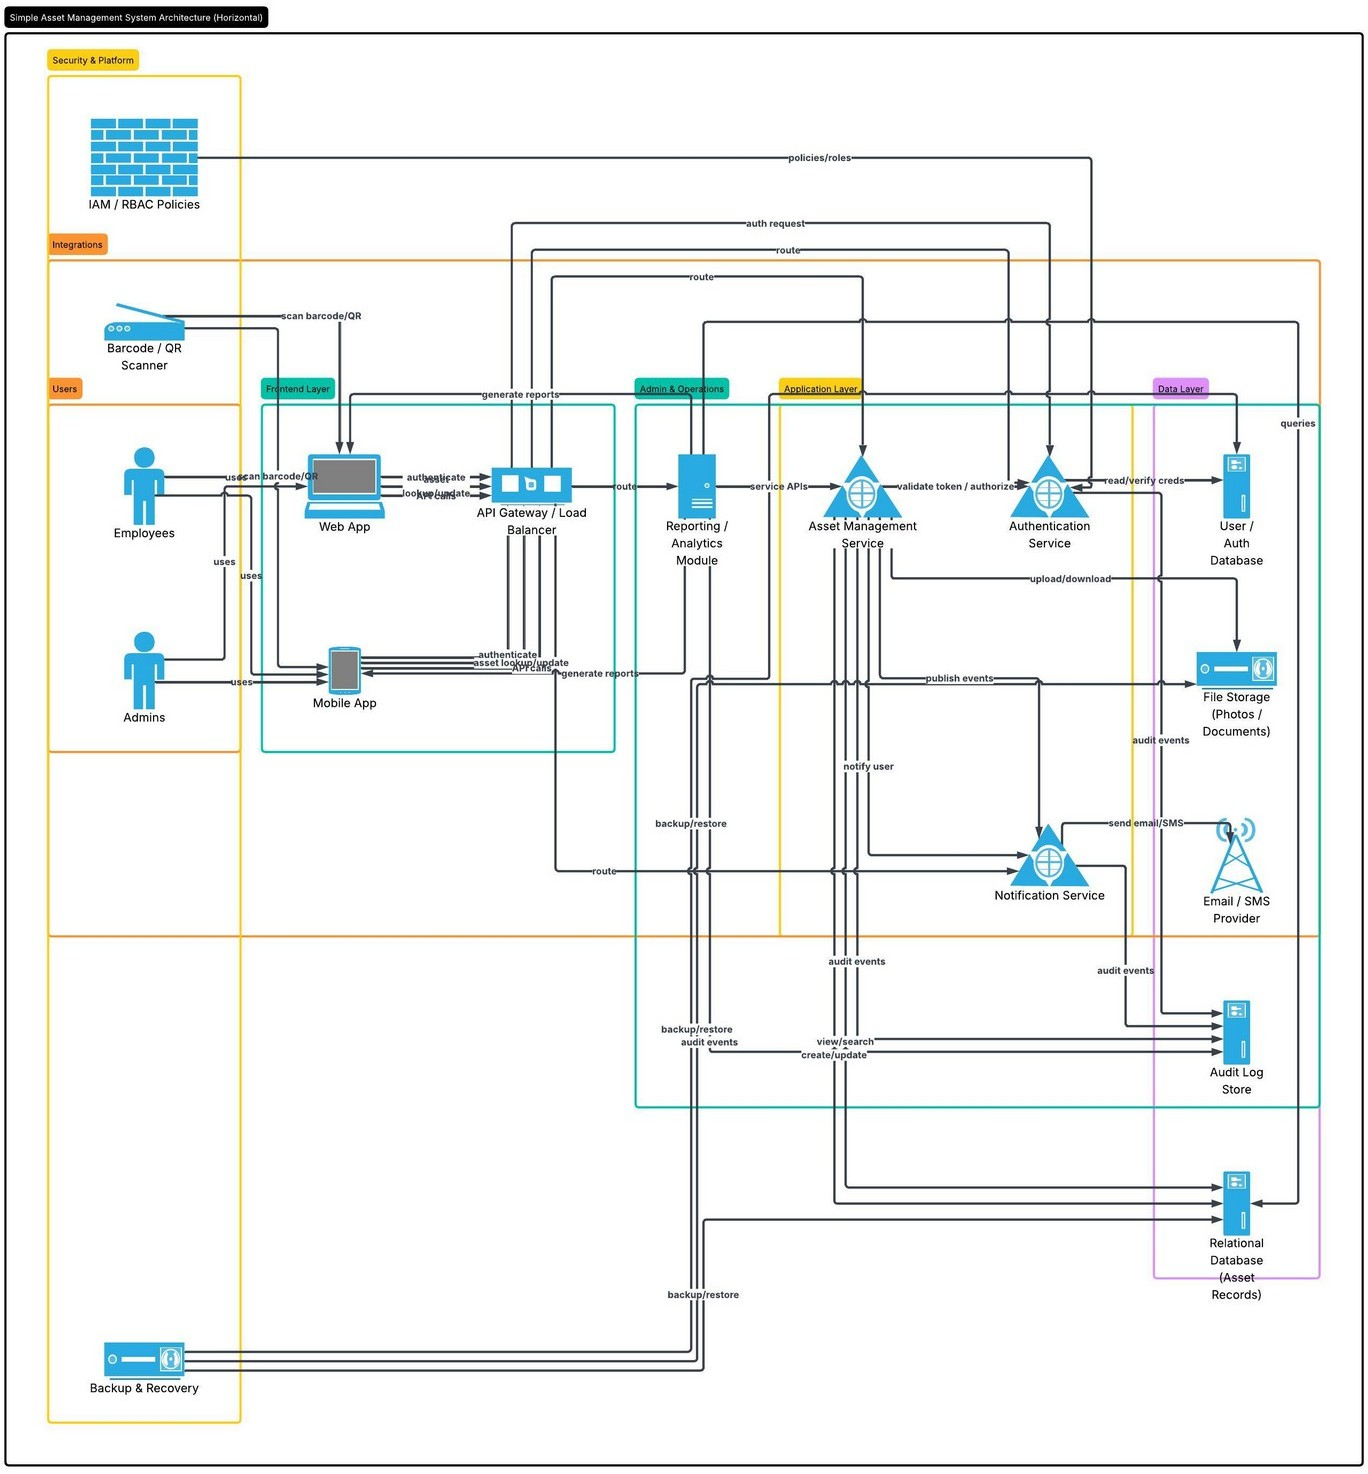 Simple Asset Management System Architecture (Horizontal)
Security & Platform
IAM / RBAC Policies
policies/roles
auth request
Integrations
route
route
scan barcode/QR
Barcode / QR
Scanner
Users
Frontend Layer
generate reports
Admin & Operations
Application Layer
Data Layer
queries
Employees
uses
scan barcode/QR
Web App
authenticate
asset
lookup/update
API calls
API Gateway / Load
Balancer
route
Reporting /
Analytics
Module
service APIs
Asset Management
Service
validate token / authorize
Authentication
Service
read/verify creds
User /
Auth
Database
uses
uses
upload/download
Admins
uses
Mobile App
authenticate
asset lookup/update
API calls
generate reports
publish events
File Storage
(Photos /
Documents)
audit events
notify user
backup/restore
send email/SMS
route
Notification Service
Email / SMS
Provider
audit events
audit events
backup/restore
audit events
view/search
create/update
Audit Log
Store
Relational
Database
(Asset
Records)
backup/restore
Backup & Recovery